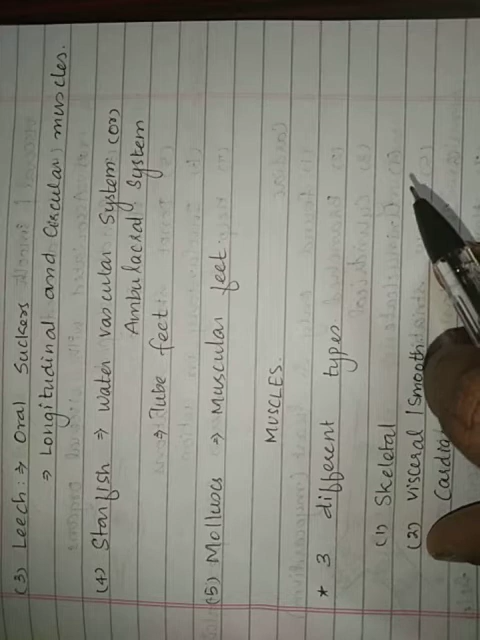 (3) Leech :⇒ Oral Suckers
⇒ Longitudinal and Circular muscles.
(4) Starfish ⇒ Water vascular System (or)
Ambulacral System
⇒ Tube feet
(5) Molluscs ⇒ Muscular feet.
MUSCLES.
* 3 different types
(1) Skeletal
(2) Visceral / Smooth
Cardia